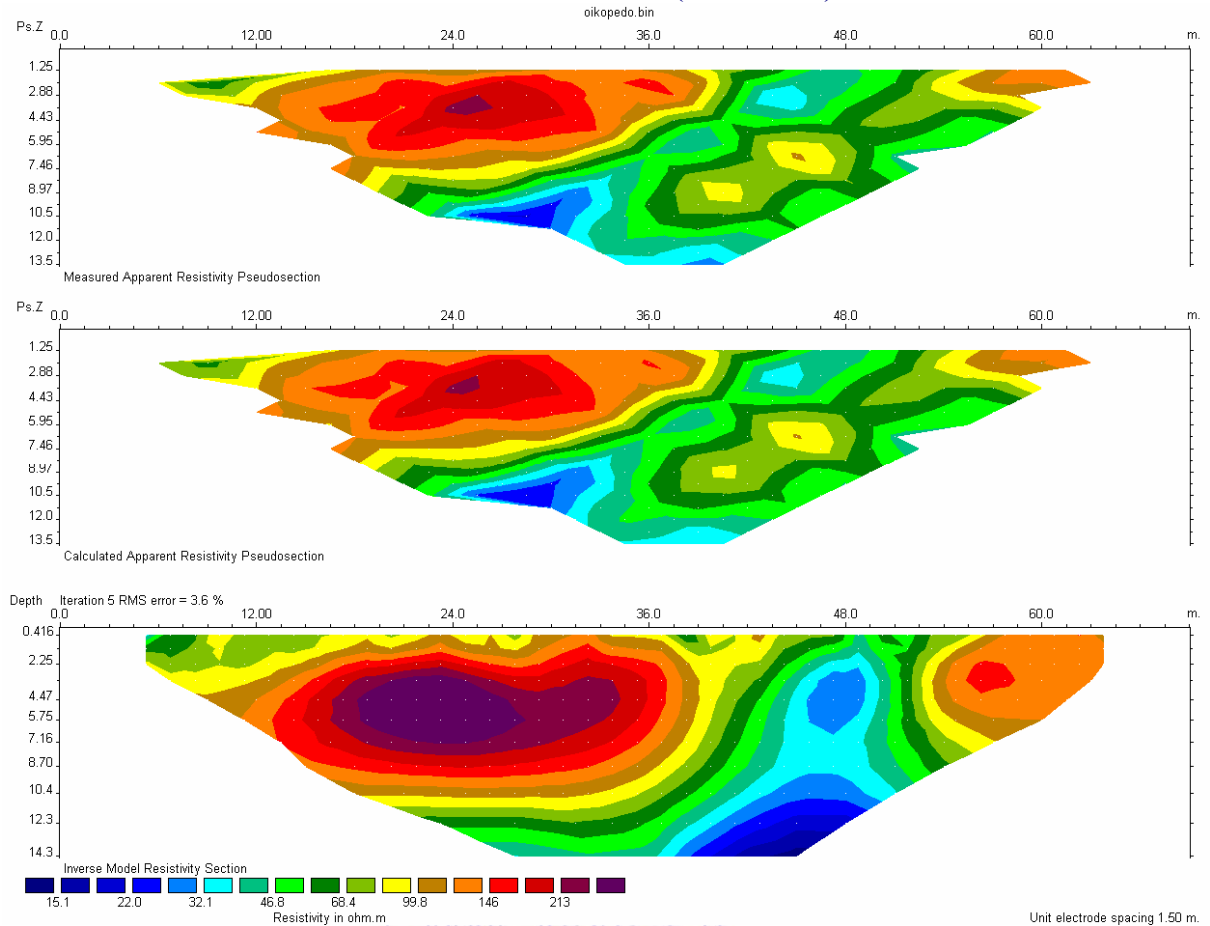 oikopedo.bin
Ps.Z 0.0 12.00 24.0 36.0 48.0 60.0 m.
1.25
2.88
4.43
5.95
7.46
8.97
10.5
12.0
13.5
Measured Apparent Resistivity Pseudosection
Ps.Z 0.0 12.00 24.0 36.0 48.0 60.0 m.
1.25
2.88
4.43
5.95
7.46
8.97
10.5
12.0
13.5
Calculated Apparent Resistivity Pseudosection
Depth Iteration 5 RMS error = 3.6 %
0.0 12.00 24.0 36.0 48.0 60.0 m.
0.416
2.25
4.47
5.75
7.16
8.70
10.4
12.3
14.3
Inverse Model Resistivity Section
15.1 22.0 32.1 46.8 68.4 99.8 146 213
Resistivity in ohm.m Unit electrode spacing 1.50 m.